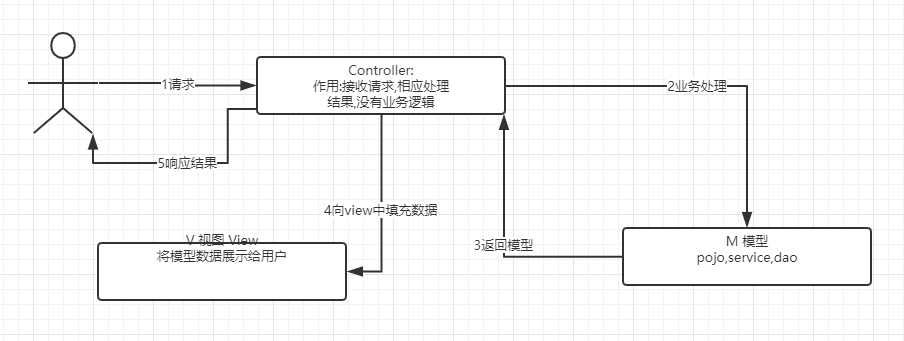 Controller:
作用:接收请求,相应处理
结果,没有业务逻辑
1请求
2业务处理
5响应结果
4向view中填充数据
V 视图 View
将模型数据展示给用户
3返回模型
M 模型
pojo,service,dao